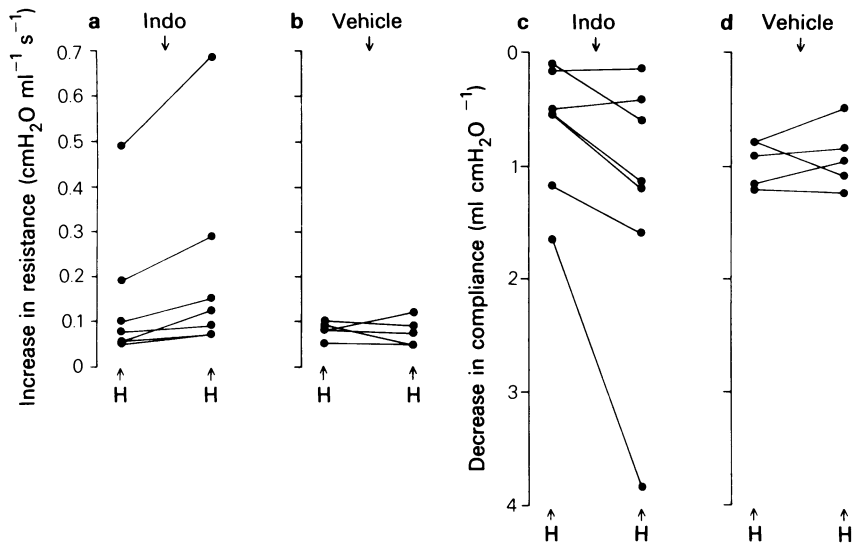 a Indo
b Vehicle
Increase in resistance (cmH₂O ml⁻¹ s⁻¹)
0.7
0.6
0.5
0.4
0.3
0.2
0.1
0
H H
H H
c Indo
d Vehicle
Decrease in compliance (ml cmH₂O⁻¹)
0
1
2
3
4
H H
H H